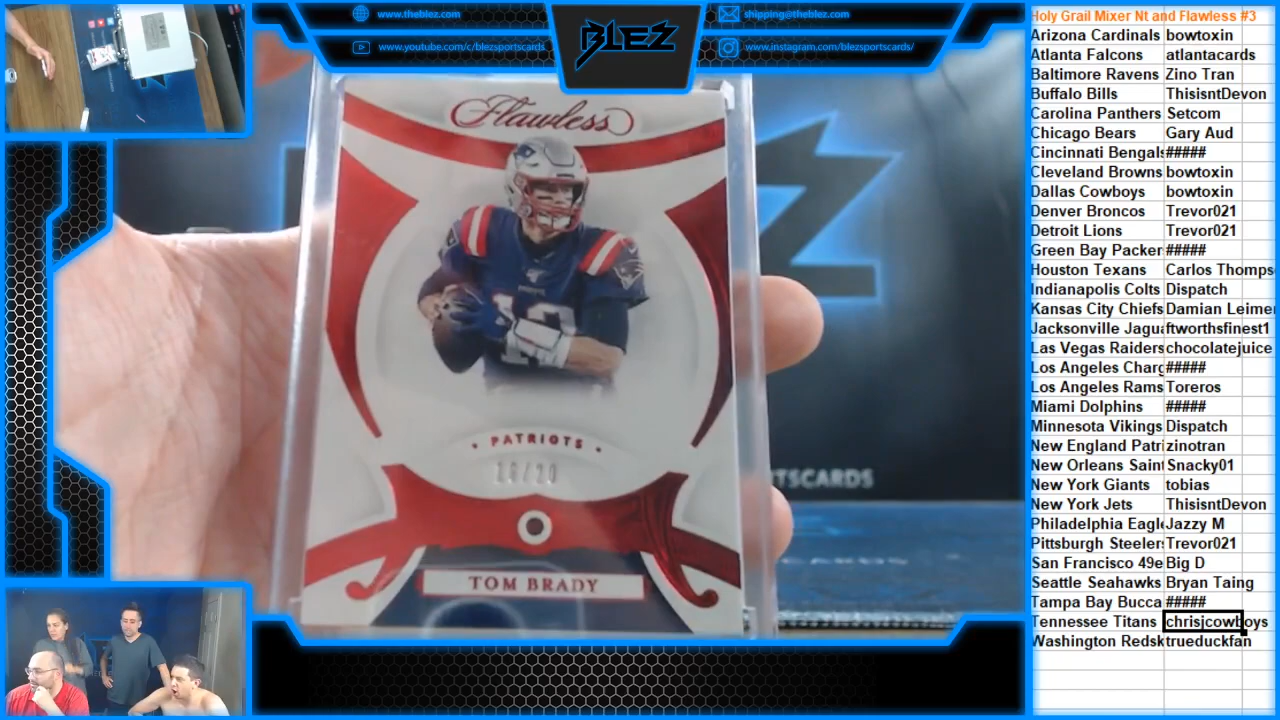 www.theblez.com
www.youtube.com/c/blezsportscards
BLEZ
shipping@theblez.com
www.instagram.com/blezsportscards/
Flawless
12
PATRIOTS
TOM BRADY
TSCARDS
Holy Grail Mixer Nt and Flawless #3
Arizona Cardinals bowtoxin
Atlanta Falcons atlantacards
Baltimore Ravens Zino Tran
Buffalo Bills ThisisntDevon
Carolina Panthers Setcom
Chicago Bears Gary Aud
Cincinnati Bengals #####
Cleveland Browns bowtoxin
Dallas Cowboys bowtoxin
Denver Broncos Trevor021
Detroit Lions Trevor021
Green Bay Packer #####
Houston Texans Carlos Thomps
Indianapolis Colts Dispatch
Kansas City Chiefs Damian Leimer
Jacksonville Jagua ftworthsfinest1
Las Vegas Raiders chocolatejuice
Los Angeles Charg #####
Los Angeles Rams Toreros
Miami Dolphins #####
Minnesota Vikings Dispatch
New England Patri zinotran
New Orleans Saint Snacky01
New York Giants tobias
New York Jets ThisisntDevon
Philadelphia Eagle Jazzy M
Pittsburgh Steelers Trevor021
San Francisco 49e Big D
Seattle Seahawks Bryan Taing
Tampa Bay Bucca #####
Tennessee Titans chrisjcowboys
Washington Redsk trueduckfan